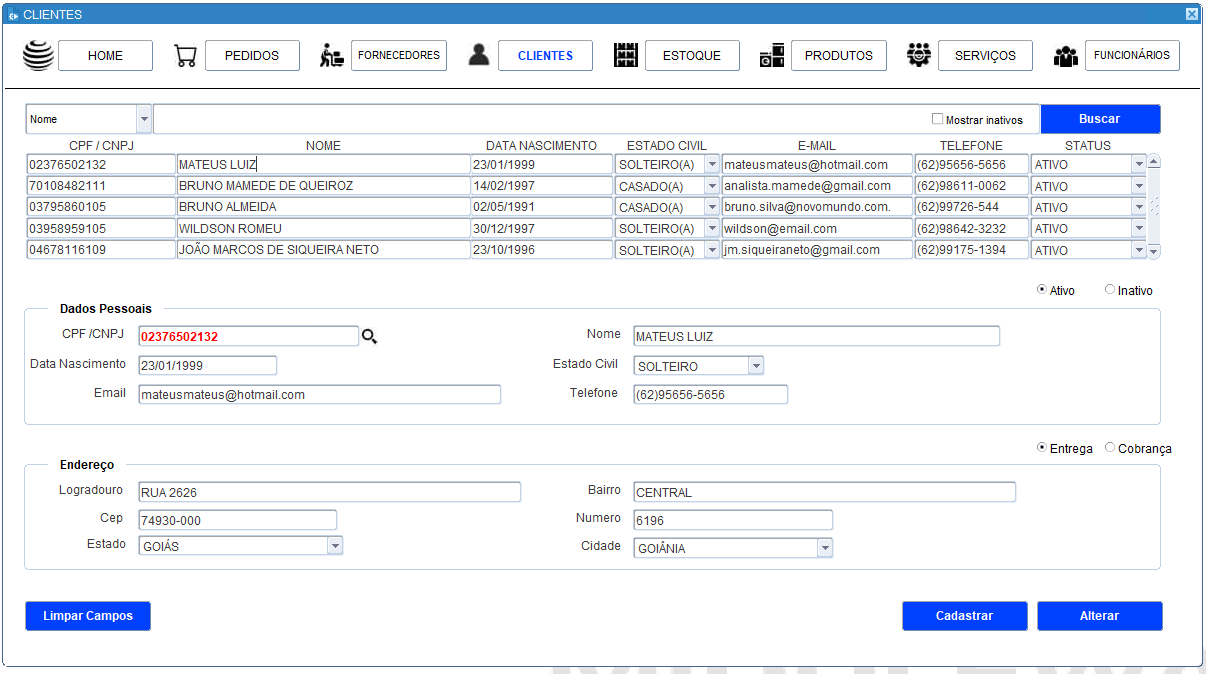 CLIENTES
HOME PEDIDOS FORNECEDORES CLIENTES ESTOQUE PRODUTOS SERVIÇOS FUNCIONÁRIOS
Nome Mostrar inativos Buscar
CPF / CNPJ NOME DATA NASCIMENTO ESTADO CIVIL E-MAIL TELEFONE STATUS
02376502132 MATEUS LUIZ 23/01/1999 SOLTEIRO(A) mateusmateus@hotmail.com (62)95656-5656 ATIVO
70108482111 BRUNO MAMEDE DE QUEIROZ 14/02/1997 CASADO(A) analista.mamede@gmail.com (62)98611-0062 ATIVO
03795860105 BRUNO ALMEIDA 02/05/1991 CASADO(A) bruno.silva@novomundo.com. (62)99726-544 ATIVO
03958959105 WILDSON ROMEU 30/12/1997 SOLTEIRO(A) wildson@email.com (62)98642-3232 ATIVO
04678116109 JOÃO MARCOS DE SIQUEIRA NETO 23/10/1996 SOLTEIRO(A) jm.siqueiraneto@gmail.com (62)99175-1394 ATIVO
Ativo Inativo
Dados Pessoais
CPF /CNPJ 02376502132 Nome MATEUS LUIZ
Data Nascimento 23/01/1999 Estado Civil SOLTEIRO
Email mateusmateus@hotmail.com Telefone (62)95656-5656
Entrega Cobrança
Endereço
Logradouro RUA 2626 Bairro CENTRAL
Cep 74930-000 Numero 6196
Estado GOIÁS Cidade GOIÂNIA
Limpar Campos Cadastrar Alterar